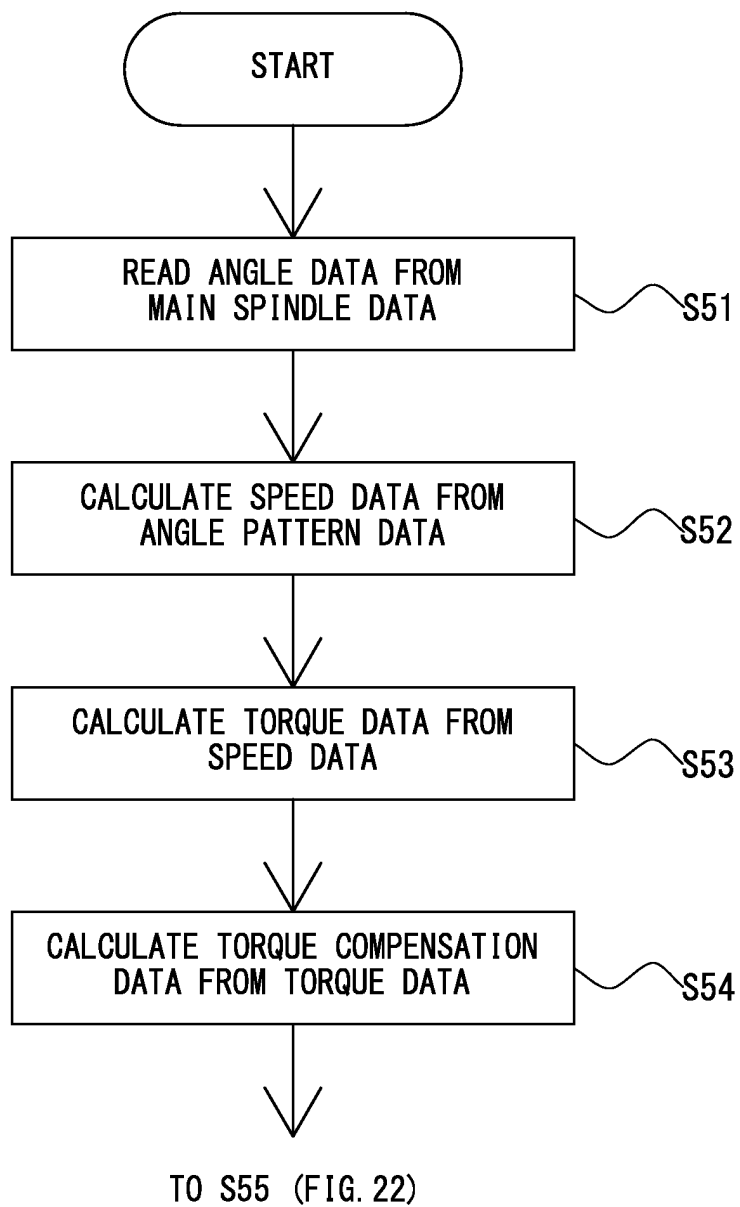 START
READ ANGLE DATA FROM
MAIN SPINDLE DATA
S51
CALCULATE SPEED DATA FROM
ANGLE PATTERN DATA
S52
CALCULATE TORQUE DATA FROM
SPEED DATA
S53
CALCULATE TORQUE COMPENSATION
DATA FROM TORQUE DATA
S54
TO S55 (FIG. 22)